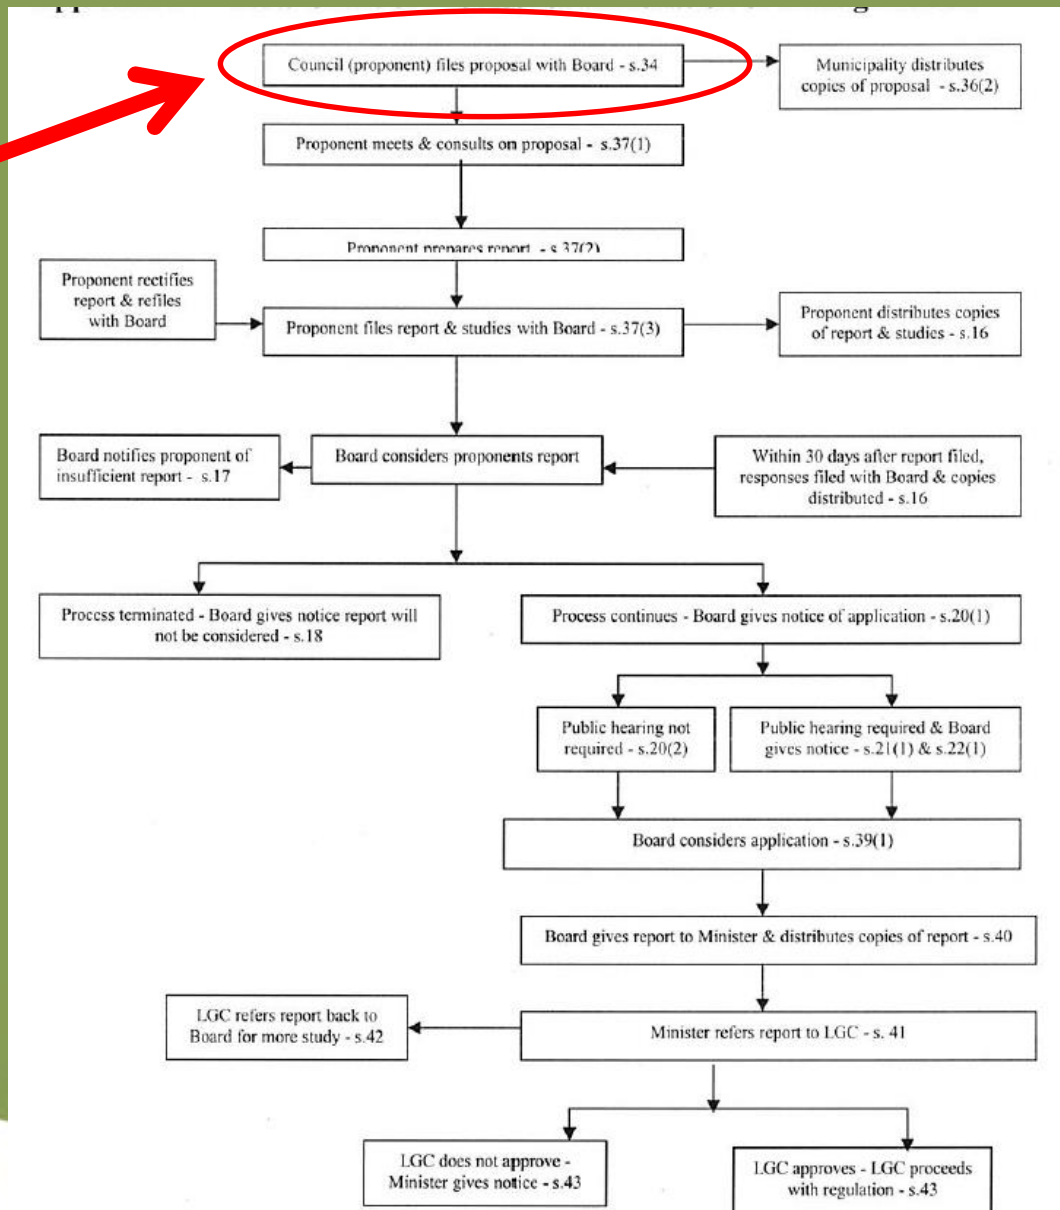 Council (proponent) files proposal with Board - s.34
Municipality distributes
copies of proposal - s.36(2)
Proponent meets & consults on proposal - s.37(1)
Proponent prepares report - s.37(2)
Proponent rectifies
report & refiles
with Board
Proponent files report & studies with Board - s.37(3)
Proponent distributes copies
of report & studies - s.16
Board notifies proponent of
insufficient report - s.17
Board considers proponents report
Within 30 days after report filed,
responses filed with Board & copies
distributed - s.16
Process terminated - Board gives notice report will
not be considered - s.18
Process continues - Board gives notice of application - s.20(1)
Public hearing not
required - s.20(2)
Public hearing required & Board
gives notice - s.21(1) & s.22(1)
Board considers application - s.39(1)
Board gives report to Minister & distributes copies of report - s.40
LGC refers report back to
Board for more study - s.42
Minister refers report to LGC - s. 41
LGC does not approve -
Minister gives notice - s.43
LGC approves - LGC proceeds
with regulation - s.43